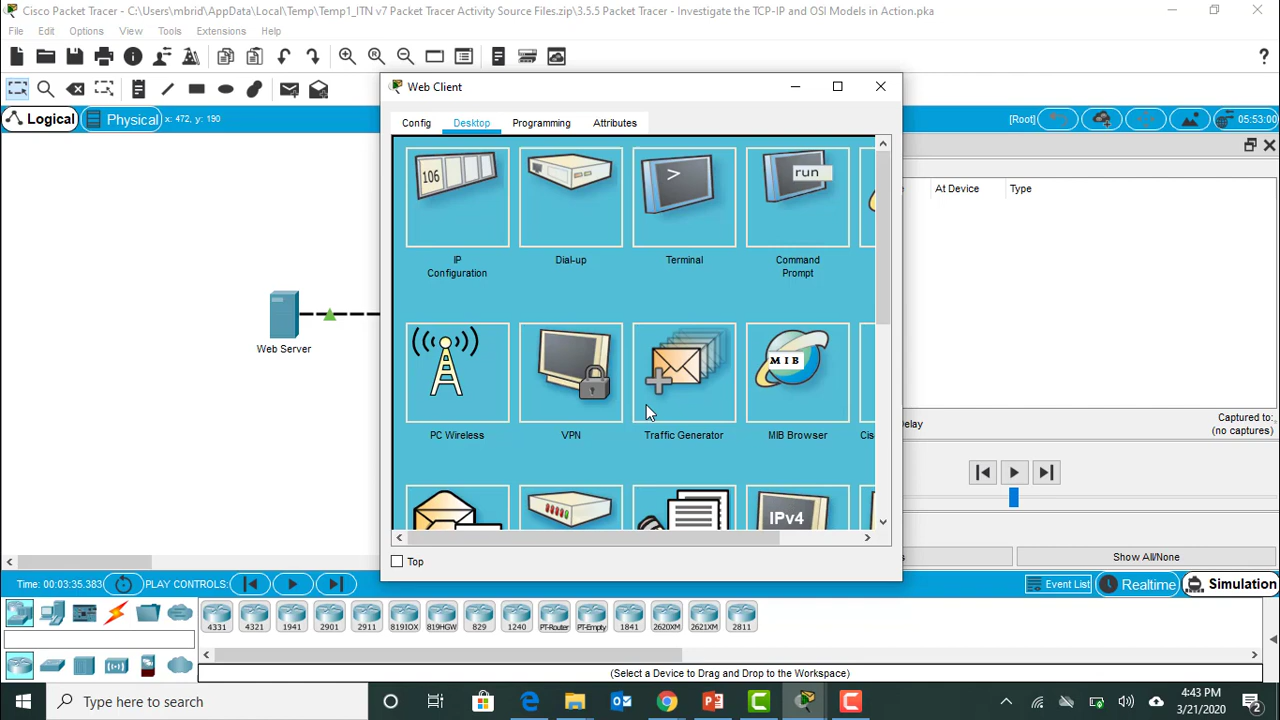 Cisco Packet Tracer - C:\Users\mbrid\AppData\Local\Temp\Temp1_ITN v7 Packet Tracer Activity Source Files.zip\3.5.5 Packet Tracer - Investigate the TCP-IP and OSI Models in Action.pka
File Edit Options View Tools Extensions Help
?
Web Client
Logical Physical x: 472, y: 190 [Root] 05:53:00
Config Desktop Programming Attributes
At Device Type
106
>
run
IP
Configuration
Dial-up
Terminal
Command
Prompt
Web Server
MIB
PC Wireless
VPN
Traffic Generator
MIB Browser
Cis
elay
Captured to:
(no captures)
IPv4
Top
s
Show All/None
Time: 00:03:35.383 PLAY CONTROLS: Event List Realtime Simulation
4331 4321 1941 2901 2911 819IOX 819HGW 829 1240 PT-Router PT-Empty 1841 2620XM 2621XM 2811
(Select a Device to Drag and Drop to the Workspace)
Type here to search
4:43 PM
3/21/2020
2